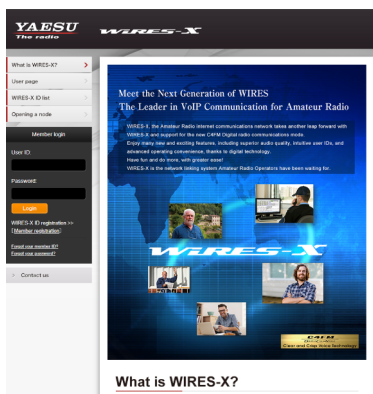 YAESU
The radio
WIRES-X
What is WIRES-X?
User page
WIRES-X ID list
Opening a node
Member login
User ID:
Password:
Login
WIRES-X ID registration >>
[Member registration]
Forgot your member ID?
Forgot your password?
> Contact us
Meet the Next Generation of WIRES
The Leader in VoIP Communication for Amateur Radio
WIRES-X, the Amateur Radio internet communications network takes another leap forward with
WIRES-X and support for the new C4FM Digital radio communications mode.
Enjoy many new and exciting features, including superior audio quality, intuitive user IDs, and
advanced operating convenience, thanks to digital technology.
Have fun and do more, with greater ease!
WIRES-X is the network linking system Amateur Radio Operators have been waiting for.
WIRES-X
C4FM
Clear and Crisp Voice Technology
What is WIRES-X?